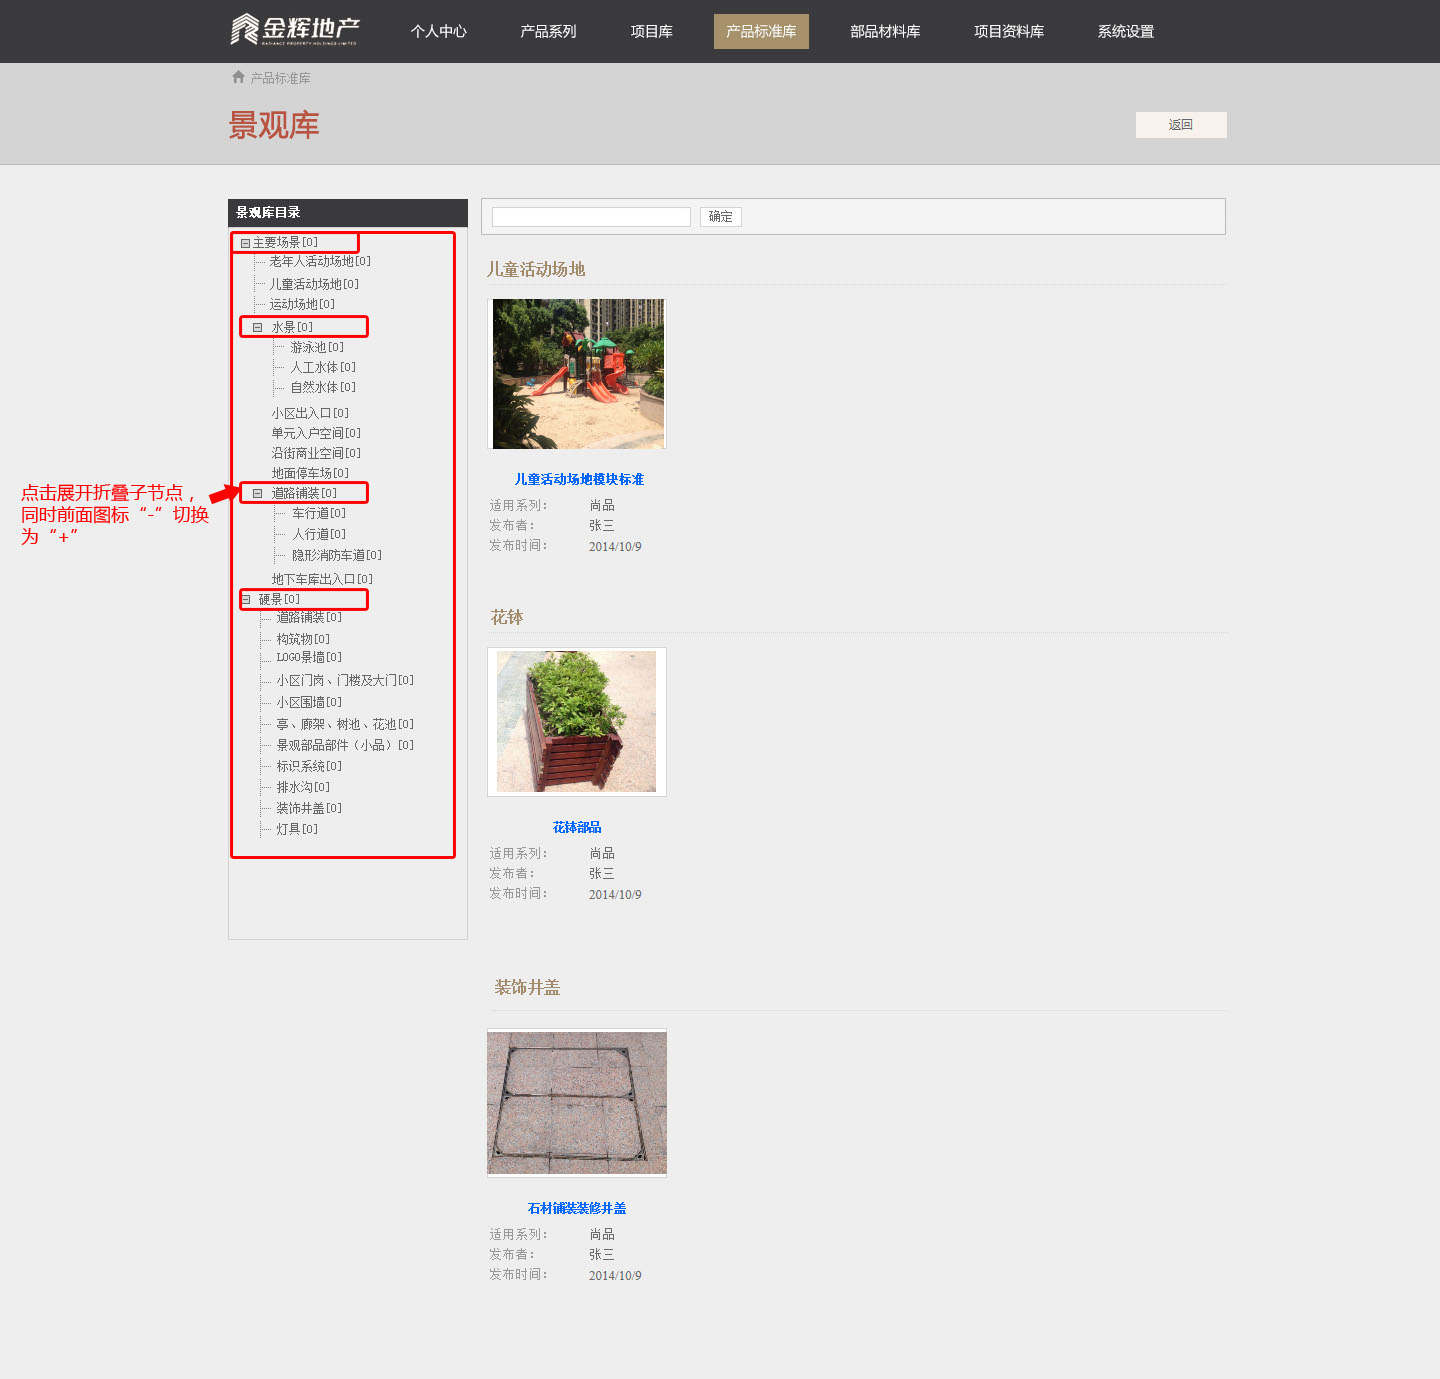 金辉地产
RADIANCE PROPERTY HOLDINGS LIMITED
个人中心 产品系列 项目库 产品标准库 部品材料库 项目资料库 系统设置
产品标准库
景观库
返回
景观库目录
主要场景[0]
老年人活动场地[0]
儿童活动场地[0]
运动场地[0]
水景[0]
游泳池[0]
人工水体[0]
自然水体[0]
小区出入口[0]
单元入户空间[0]
沿街商业空间[0]
地面停车场[0]
道路铺装[0]
车行道[0]
人行道[0]
隐形消防车道[0]
地下车库出入口[0]
硬景[0]
道路铺装[0]
构筑物[0]
LOGO景墙[0]
小区门岗、门楼及大门[0]
小区围墙[0]
亭、廊架、树池、花池[0]
景观部品部件（小品）[0]
标识系统[0]
排水沟[0]
装饰井盖[0]
灯具[0]
点击展开折叠子节点，
同时前面图标“-”切换
为“+”
确定
儿童活动场地
儿童活动场地模块标准
适用系列： 尚品
发布者： 张三
发布时间： 2014/10/9
花钵
花钵部品
适用系列： 尚品
发布者： 张三
发布时间： 2014/10/9
装饰井盖
石材铺装装修井盖
适用系列： 尚品
发布者： 张三
发布时间： 2014/10/9